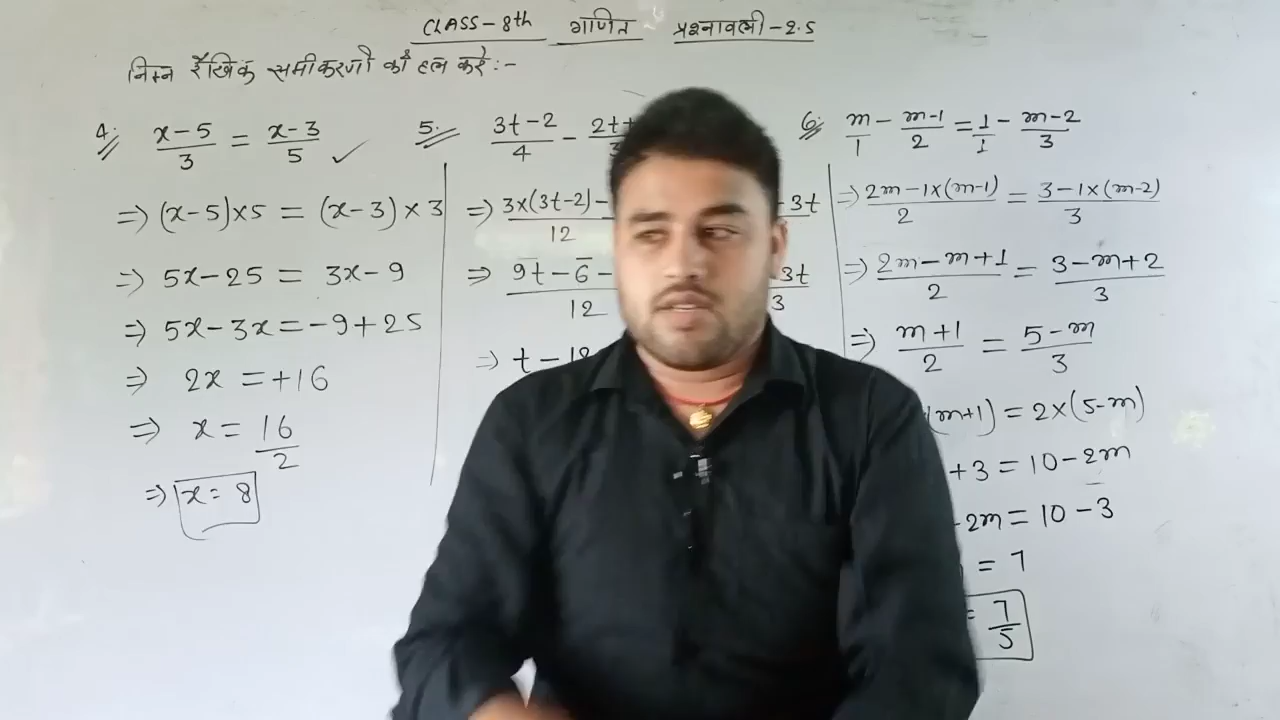 CLASS-8th गणित प्रश्नावली-2.5
निम्न रैखिक समीकरणों को हल करें:-
4. (x-5)/3 = (x-3)/5 ✓
=> (x-5)×5 = (x-3)×3
=> 5x-25 = 3x-9
=> 5x-3x=-9+25
=> 2x =+16
=> x= 16/2
=> x= 8
5. (3t-2)/4 - 2t+
=> 3×(3t-2)- /12 3t
=> 9t-6- /12 3t/3
=> t-18
6. m/1 - (m-1)/2 = 1/1 - (m-2)/3
=> (2m-1×(m-1))/2 = (3-1×(m-2))/3
=> (2m-m+1)/2 = (3-m+2)/3
=> (m+1)/2 = (5-m)/3
(m+1) = 2×(5-m)
+3 = 10-2m
2m = 10-3
= 7
= 7/5